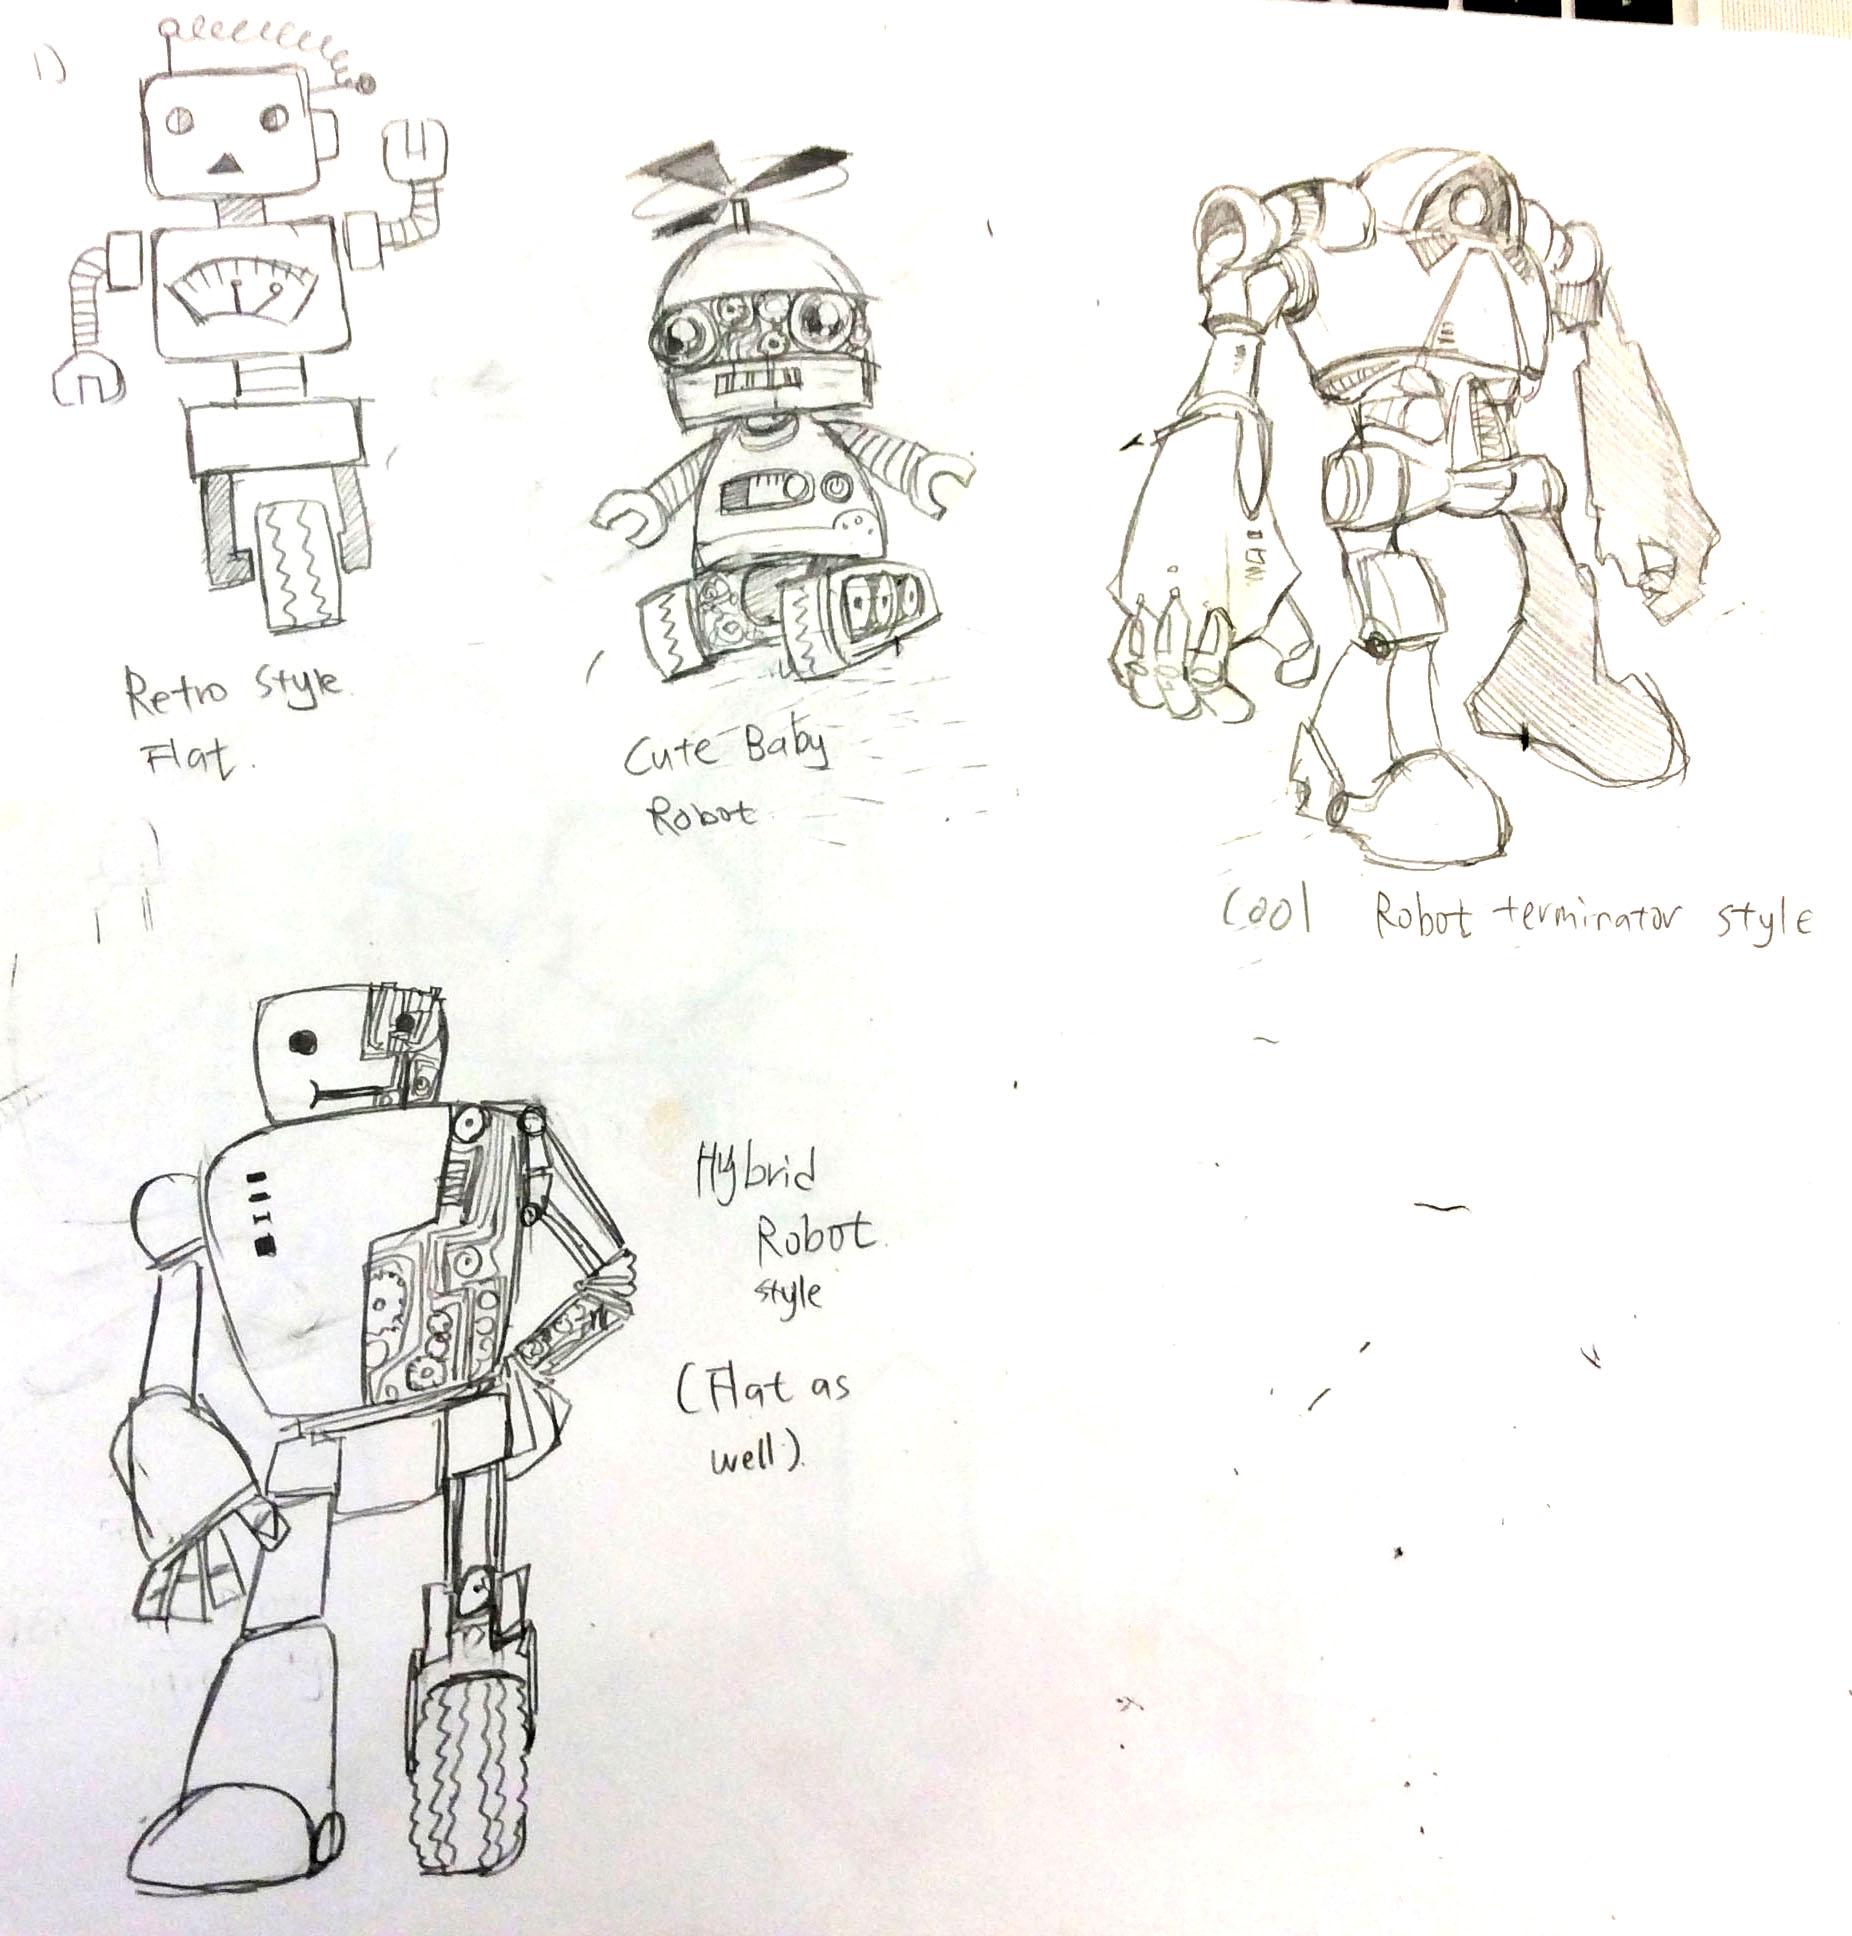 1)
Retro Style
Flat.
Cute Baby
Robot
Cool Robot terminator style
Hybrid
Robot
style
(Flat as
well)